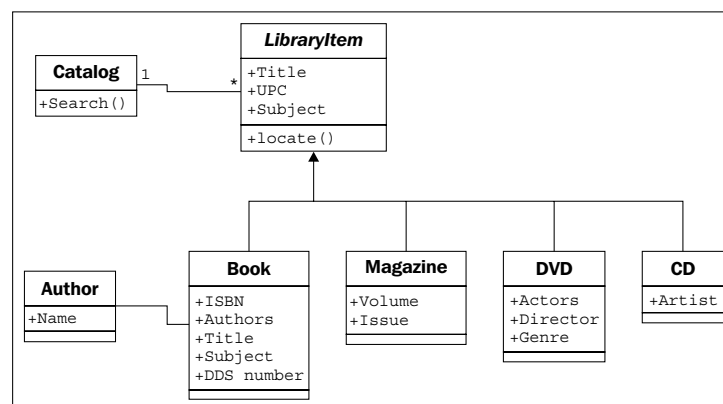 LibraryItem
+Title
+UPC
+Subject
+locate()
Catalog
+Search()
1
*
Author
+Name
Book
+ISBN
+Authors
+Title
+Subject
+DDS number
Magazine
+Volume
+Issue
DVD
+Actors
+Director
+Genre
CD
+Artist